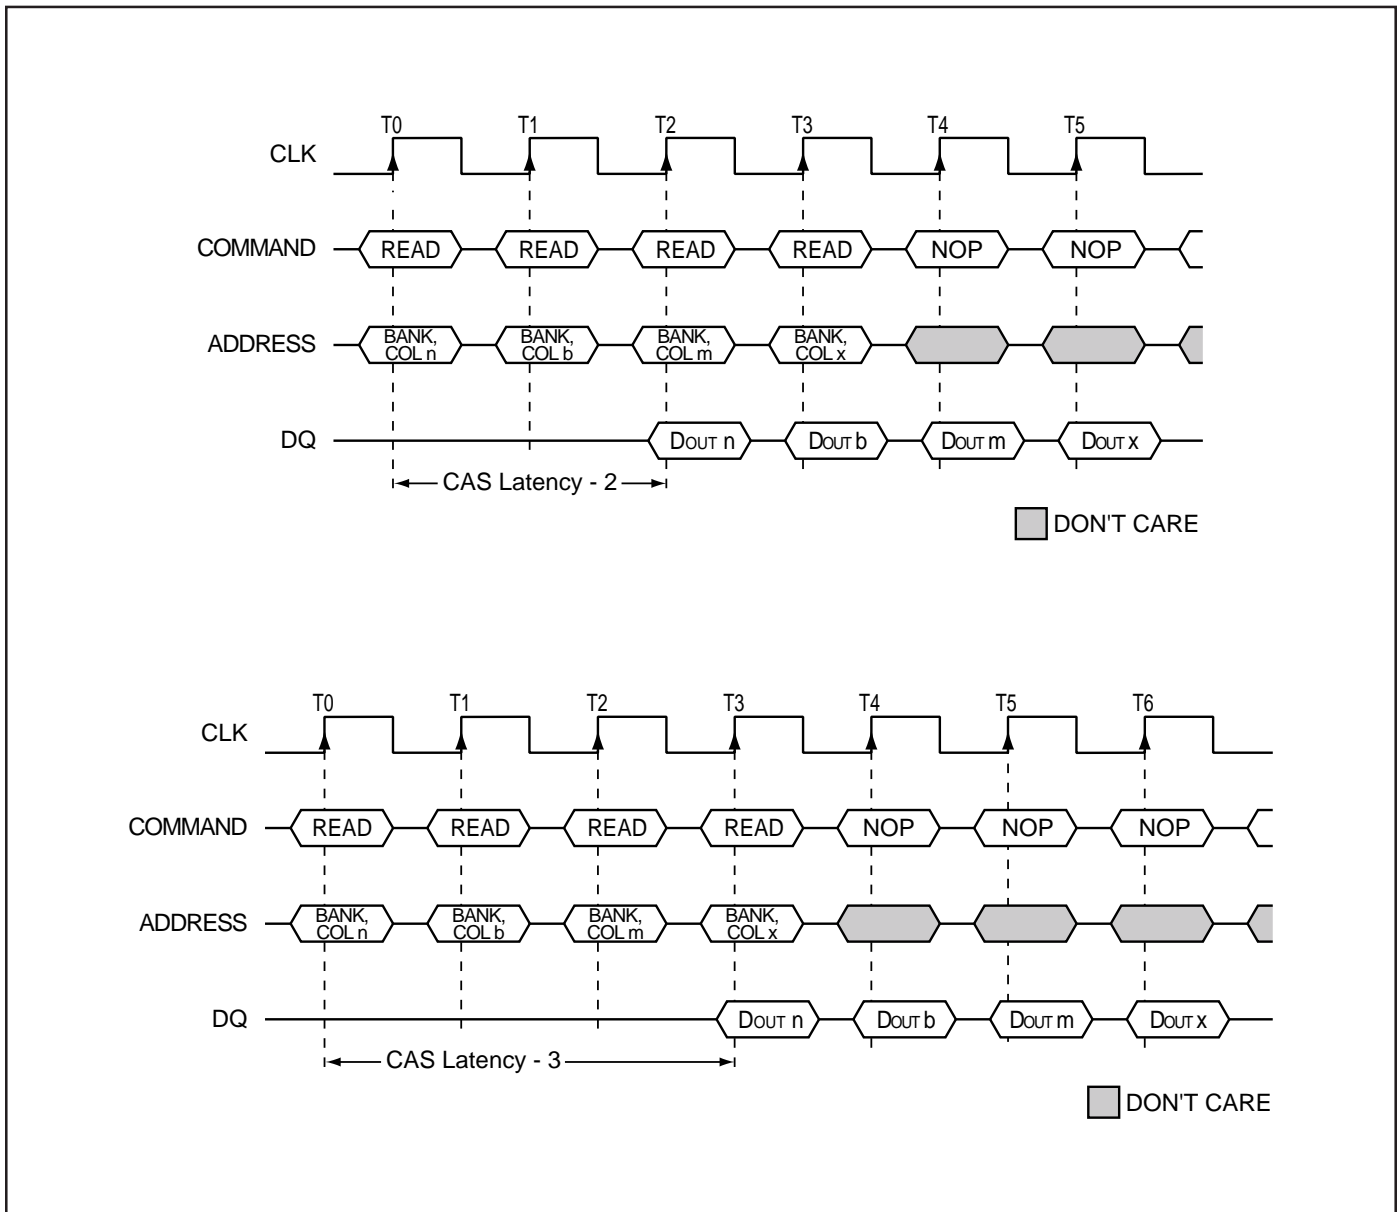 T0 T1 T2 T3 T4 T5
CLK
COMMAND READ READ READ READ NOP NOP
ADDRESS BANK, COL n BANK, COL b BANK, COL m BANK, COL x
DQ DOUT n DOUT b DOUT m DOUT x
CAS Latency - 2
DON'T CARE
T0 T1 T2 T3 T4 T5 T6
CLK
COMMAND READ READ READ READ NOP NOP NOP
ADDRESS BANK, COL n BANK, COL b BANK, COL m BANK, COL x
DQ DOUT n DOUT b DOUT m DOUT x
CAS Latency - 3
DON'T CARE